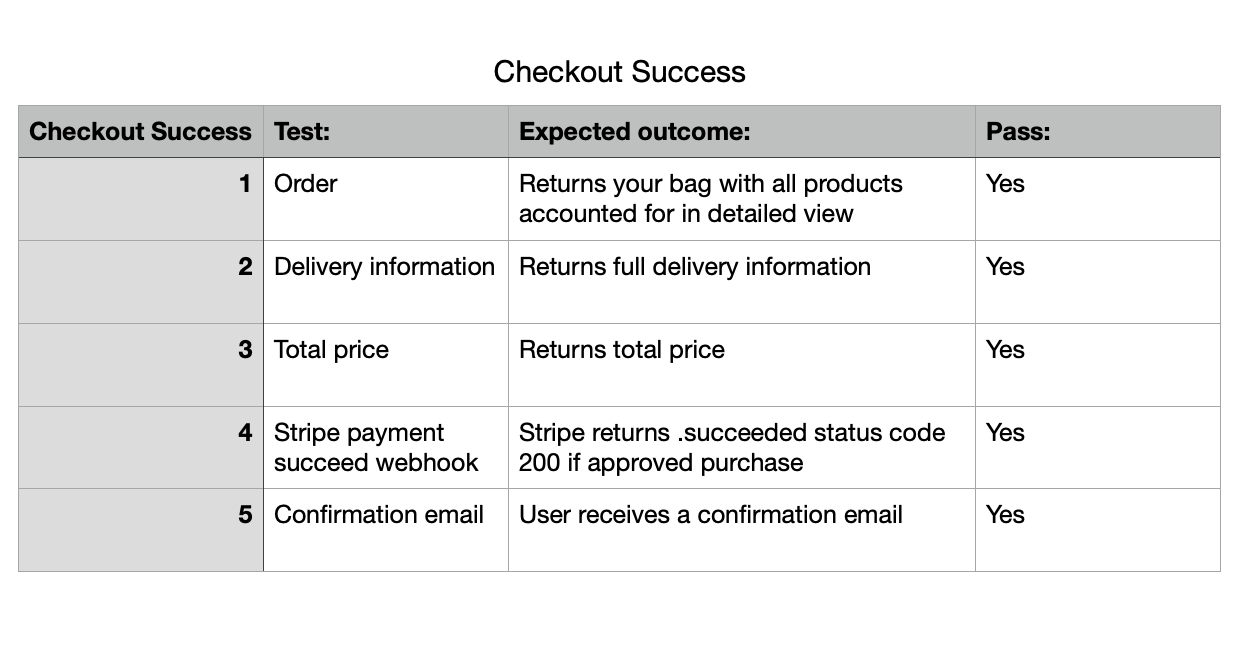 Checkout Success
Checkout Success Test: Expected outcome: Pass:
1 Order Returns your bag with all products Yes
accounted for in detailed view
2 Delivery information Returns full delivery information Yes
3 Total price Returns total price Yes
4 Stripe payment Stripe returns .succeeded status code Yes
succeed webhook 200 if approved purchase
5 Confirmation email User receives a confirmation email Yes